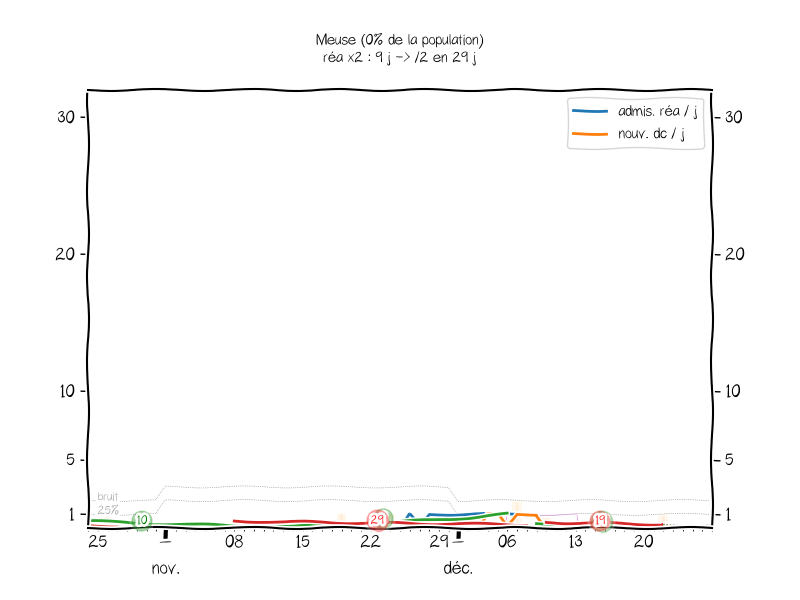 Meuse (0% de la population)
réa x2 : 9 j -> /2 en 29 j
admis. réa / j
nouv. dc / j
30 30
20 20
10 10
5 5
bruit
25%
1 1
10 29 19
25 08 15 22 29 06 13 20
nov. déc.